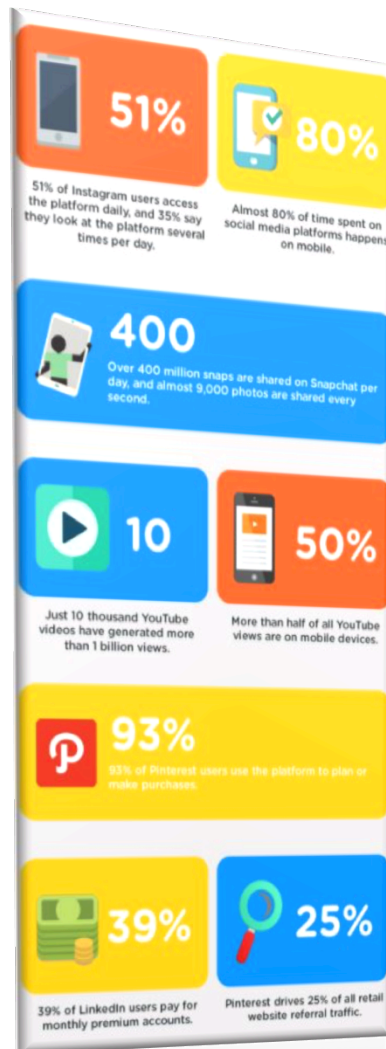 51%
51% of Instagram users access
the platform daily, and 35% say
they look at the platform several
times per day.
80%
Almost 80% of time spent on
social media platforms happens
on mobile.
400
Over 400 million snaps are shared on Snapchat per
day, and almost 9,000 photos are shared every
second.
10
Just 10 thousand YouTube
videos have generated more
than 1 billion views.
50%
More than half of all YouTube
views are on mobile devices.
93%
93% of Pinterest users use the platform to plan or
make purchases.
39%
39% of LinkedIn users pay for
monthly premium accounts.
25%
Pinterest drives 25% of all retail
website referral traffic.